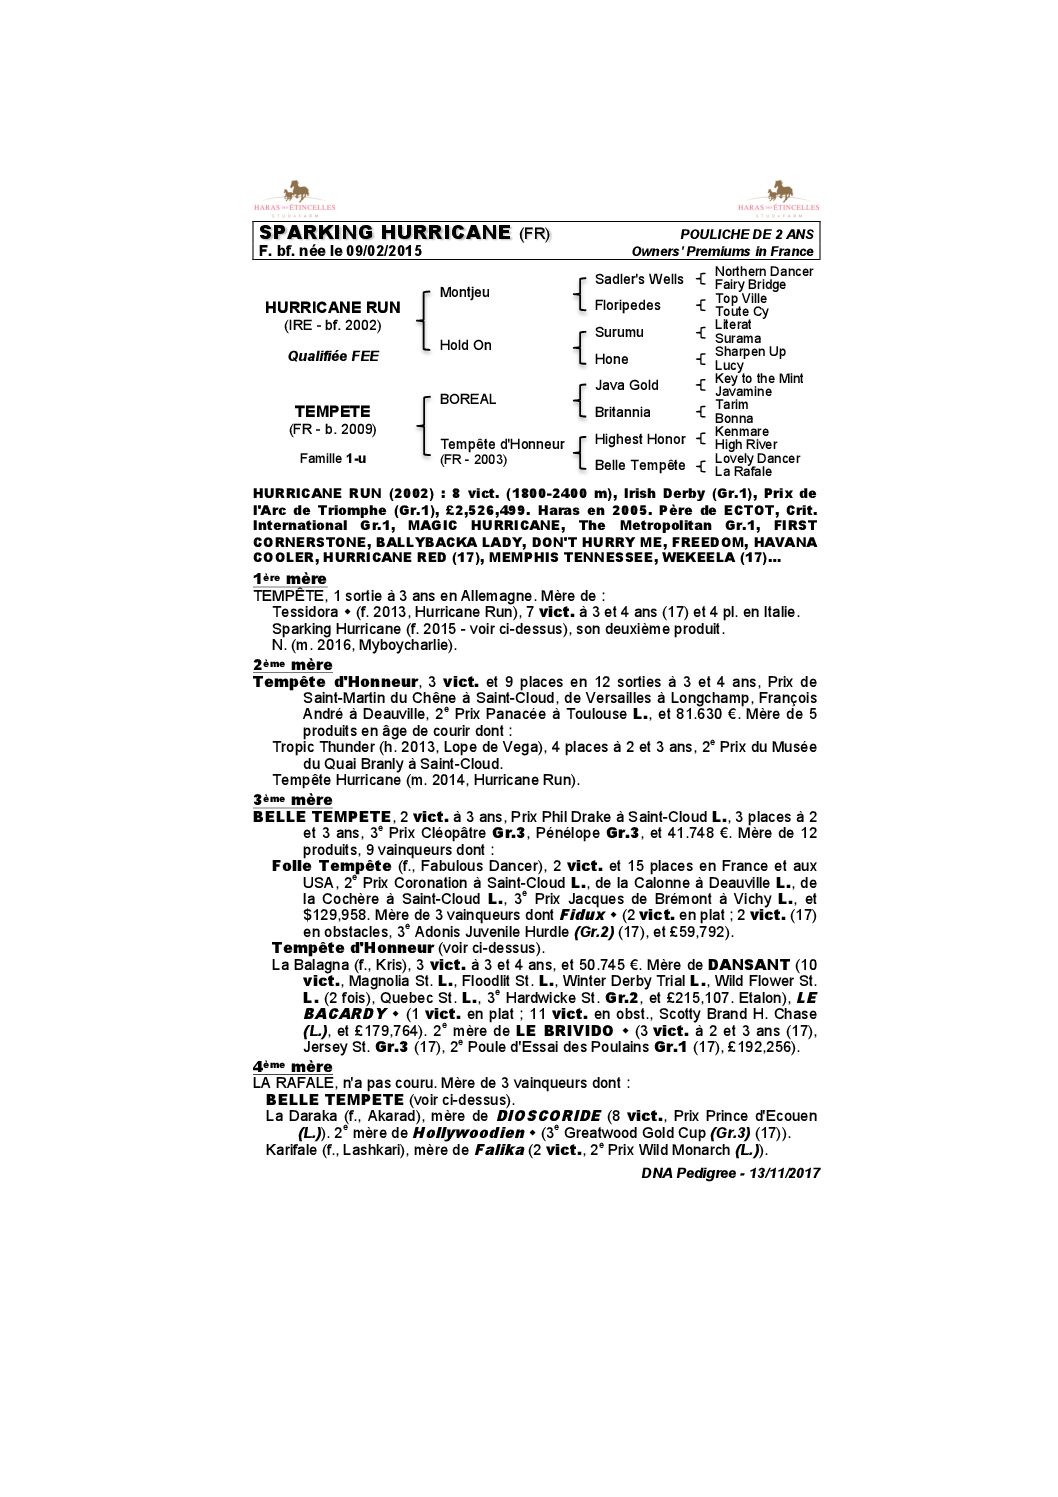 HARAS DES ÉTINCELLES
STUDFARM
HARAS DES ÉTINCELLES
STUDFARM
SPARKING HURRICANE (FR) POULICHE DE 2 ANS
F. bf. née le 09/02/2015 Owners' Premiums in France
Northern Dancer
Sadler's Wells
Fairy Bridge
Montjeu
Top Ville
HURRICANE RUN
Floripedes
Toute Cy
(IRE - bf. 2002)
Literat
Surumu
Surama
Hold On
Sharpen Up
Qualifiée FEE
Hone
Lucy
Key to the Mint
Java Gold
Javamine
BOREAL
Tarim
TEMPETE
Britannia
Bonna
(FR - b. 2009)
Kenmare
Tempête d'Honneur
Highest Honor
High River
Famille 1-u
(FR - 2003)
Lovely Dancer
Belle Tempête
La Rafale
HURRICANE RUN (2002) : 8 vict. (1800-2400 m), Irish Derby (Gr.1), Prix de
l'Arc de Triomphe (Gr.1), £2,526,499. Haras en 2005. Père de ECTOT, Crit.
International Gr.1, MAGIC HURRICANE, The Metropolitan Gr.1, FIRST
CORNERSTONE, BALLYBACKA LADY, DON'T HURRY ME, FREEDOM, HAVANA
COOLER, HURRICANE RED (17), MEMPHIS TENNESSEE, WEKEELA (17)...
1ère mère
TEMPÊTE, 1 sortie à 3 ans en Allemagne. Mère de :
Tessidora ⬥ (f. 2013, Hurricane Run), 7 vict. à 3 et 4 ans (17) et 4 pl. en Italie.
Sparking Hurricane (f. 2015 - voir ci-dessus), son deuxième produit.
N. (m. 2016, Myboycharlie).
2ème mère
Tempête d'Honneur, 3 vict. et 9 places en 12 sorties à 3 et 4 ans, Prix de
Saint-Martin du Chêne à Saint-Cloud, de Versailles à Longchamp, François
André à Deauville, 2e Prix Panacée à Toulouse L., et 81.630 €. Mère de 5
produits en âge de courir dont :
Tropic Thunder (h. 2013, Lope de Vega), 4 places à 2 et 3 ans, 2e Prix du Musée
du Quai Branly à Saint-Cloud.
Tempête Hurricane (m. 2014, Hurricane Run).
3ème mère
BELLE TEMPETE, 2 vict. à 3 ans, Prix Phil Drake à Saint-Cloud L., 3 places à 2
et 3 ans, 3e Prix Cléopâtre Gr.3, Pénélope Gr.3, et 41.748 €. Mère de 12
produits, 9 vainqueurs dont :
Folle Tempête (f., Fabulous Dancer), 2 vict. et 15 places en France et aux
USA, 2e Prix Coronation à Saint-Cloud L., de la Calonne à Deauville L., de
la Cochère à Saint-Cloud L., 3e Prix Jacques de Brémont à Vichy L., et
$129,958. Mère de 3 vainqueurs dont Fidux ⬥ (2 vict. en plat ; 2 vict. (17)
en obstacles, 3e Adonis Juvenile Hurdle (Gr.2) (17), et £59,792).
Tempête d'Honneur (voir ci-dessus).
La Balagna (f., Kris), 3 vict. à 3 et 4 ans, et 50.745 €. Mère de DANSANT (10
vict., Magnolia St. L., Floodlit St. L., Winter Derby Trial L., Wild Flower St.
L. (2 fois), Quebec St. L., 3e Hardwicke St. Gr.2, et £215,107. Etalon), LE
BACARDY ⬥ (1 vict. en plat ; 11 vict. en obst., Scotty Brand H. Chase
(L.), et £179,764). 2e mère de LE BRIVIDO ⬥ (3 vict. à 2 et 3 ans (17),
Jersey St. Gr.3 (17), 2e Poule d'Essai des Poulains Gr.1 (17), £192,256).
4ème mère
LA RAFALE, n'a pas couru. Mère de 3 vainqueurs dont :
BELLE TEMPETE (voir ci-dessus).
La Daraka (f., Akarad), mère de DIOSCORIDE (8 vict., Prix Prince d'Ecouen
(L.)). 2e mère de Hollywoodien ⬥ (3e Greatwood Gold Cup (Gr.3) (17)).
Karifale (f., Lashkari), mère de Falika (2 vict., 2e Prix Wild Monarch (L.)).
DNA Pedigree - 13/11/2017